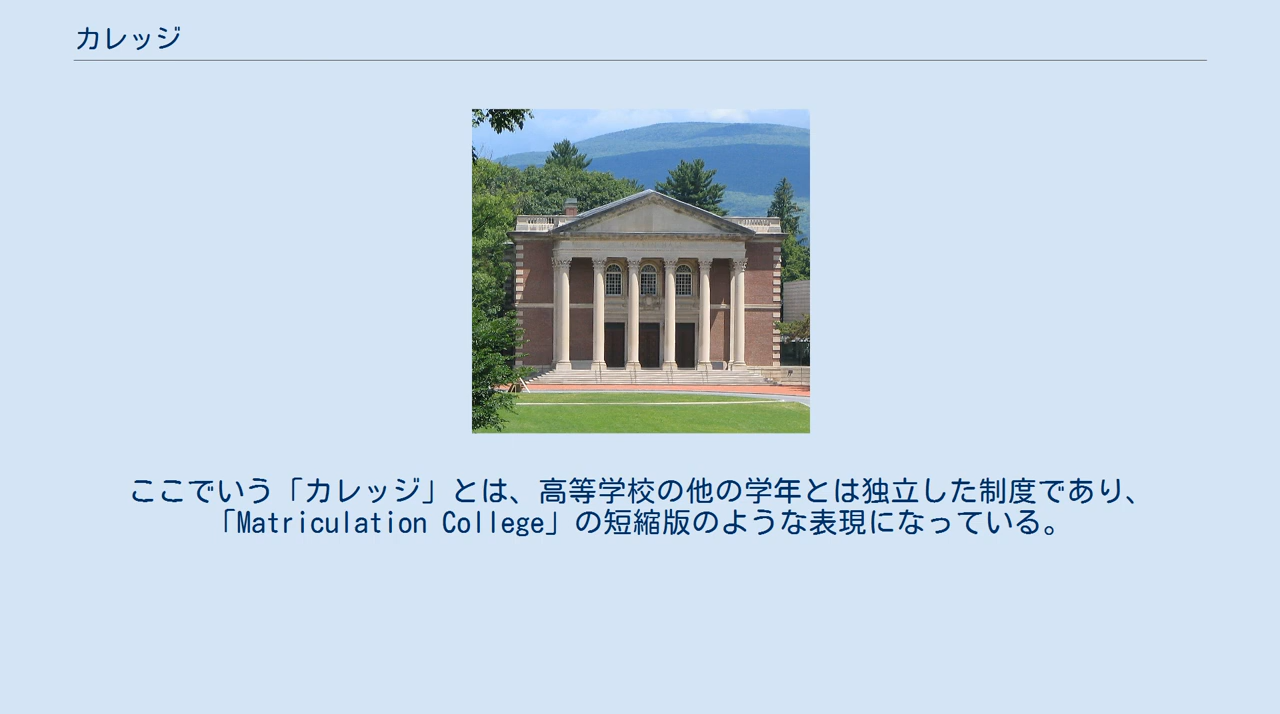 カレッジ
ここでいう「カレッジ」とは、高等学校の他の学年とは独立した制度であり、
「Matriculation College」の短縮版のような表現になっている。